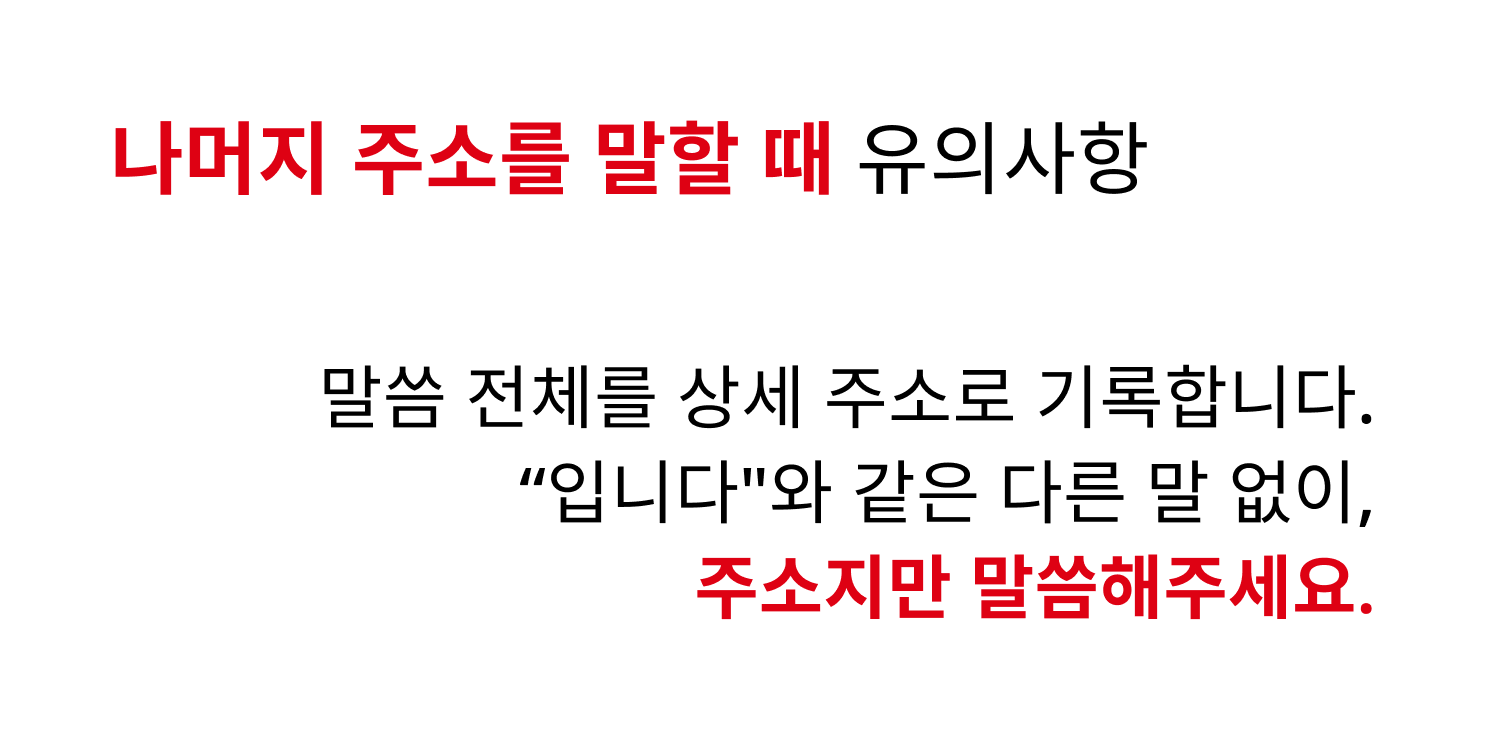 나머지 주소를 말할 때 유의사항
말씀 전체를 상세 주소로 기록합니다.
“입니다"와 같은 다른 말 없이,
주소지만 말씀해주세요.